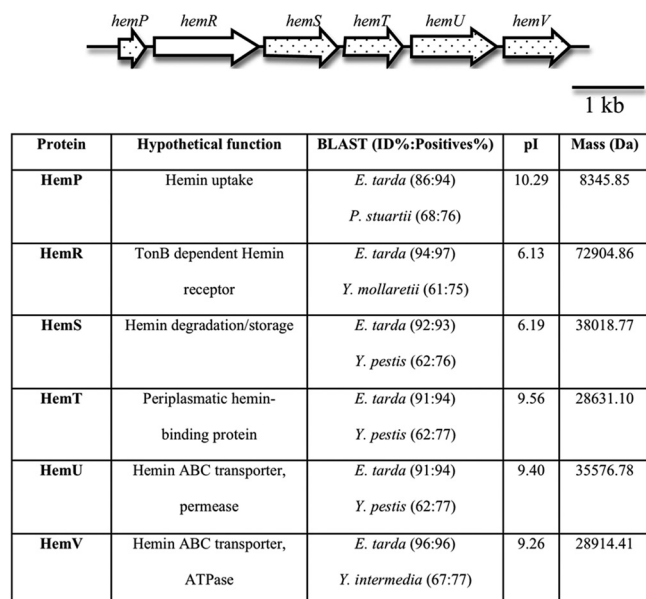 hemP hemR hemS hemT hemU hemV
1 kb
Protein Hypothetical function BLAST (ID%:Positives%) pI Mass (Da)
HemP Hemin uptake E. tarda (86:94) 10.29 8345.85
P. stuartii (68:76)
HemR TonB dependent Hemin E. tarda (94:97) 6.13 72904.86
receptor Y. mollaretii (61:75)
HemS Hemin degradation/storage E. tarda (92:93) 6.19 38018.77
Y. pestis (62:76)
HemT Periplasmatic hemin- E. tarda (91:94) 9.56 28631.10
binding protein Y. pestis (62:77)
HemU Hemin ABC transporter, E. tarda (91:94) 9.40 35576.78
permease Y. pestis (62:77)
HemV Hemin ABC transporter, E. tarda (96:96) 9.26 28914.41
ATPase Y. intermedia (67:77)